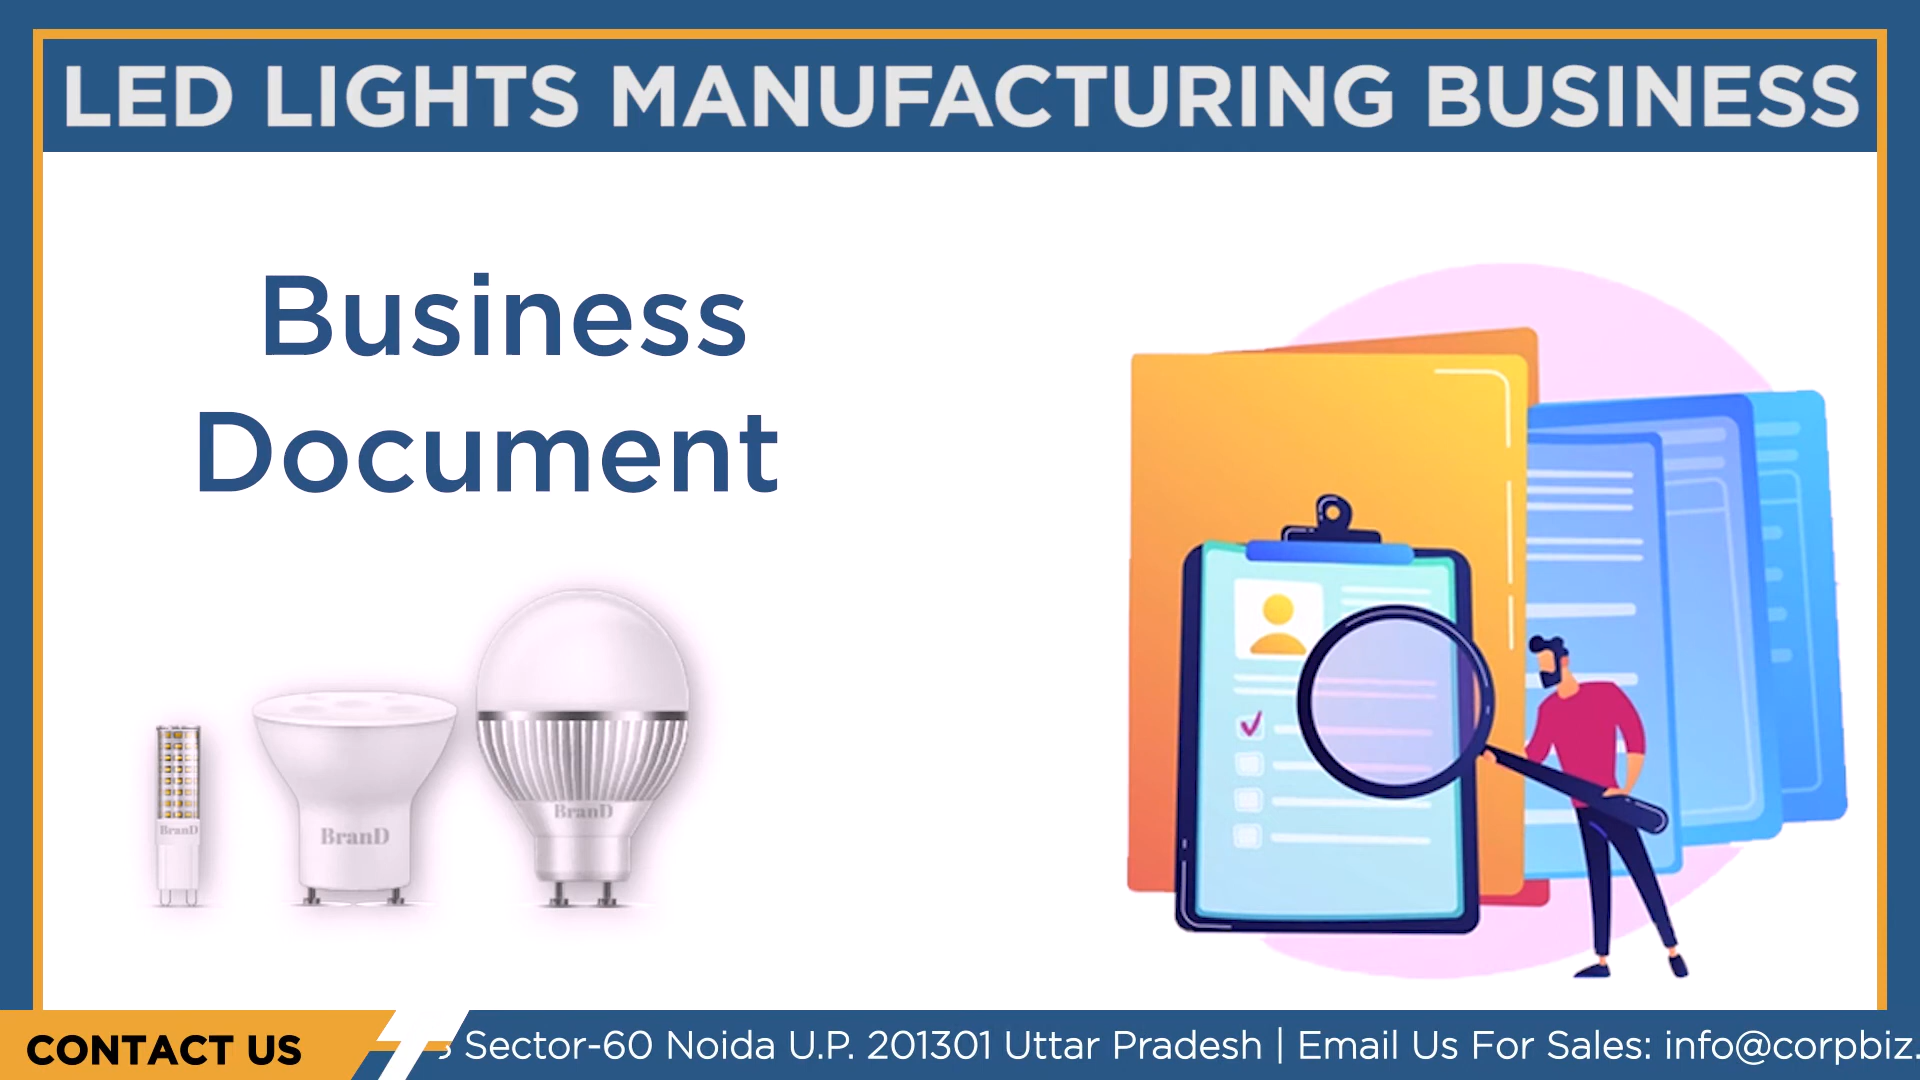 LED LIGHTS MANUFACTURING BUSINESS
Business
Document
BranD
BranD
BranD
CONTACT US
Sector-60 Noida U.P. 201301 Uttar Pradesh | Email Us For Sales: info@corpbiz.